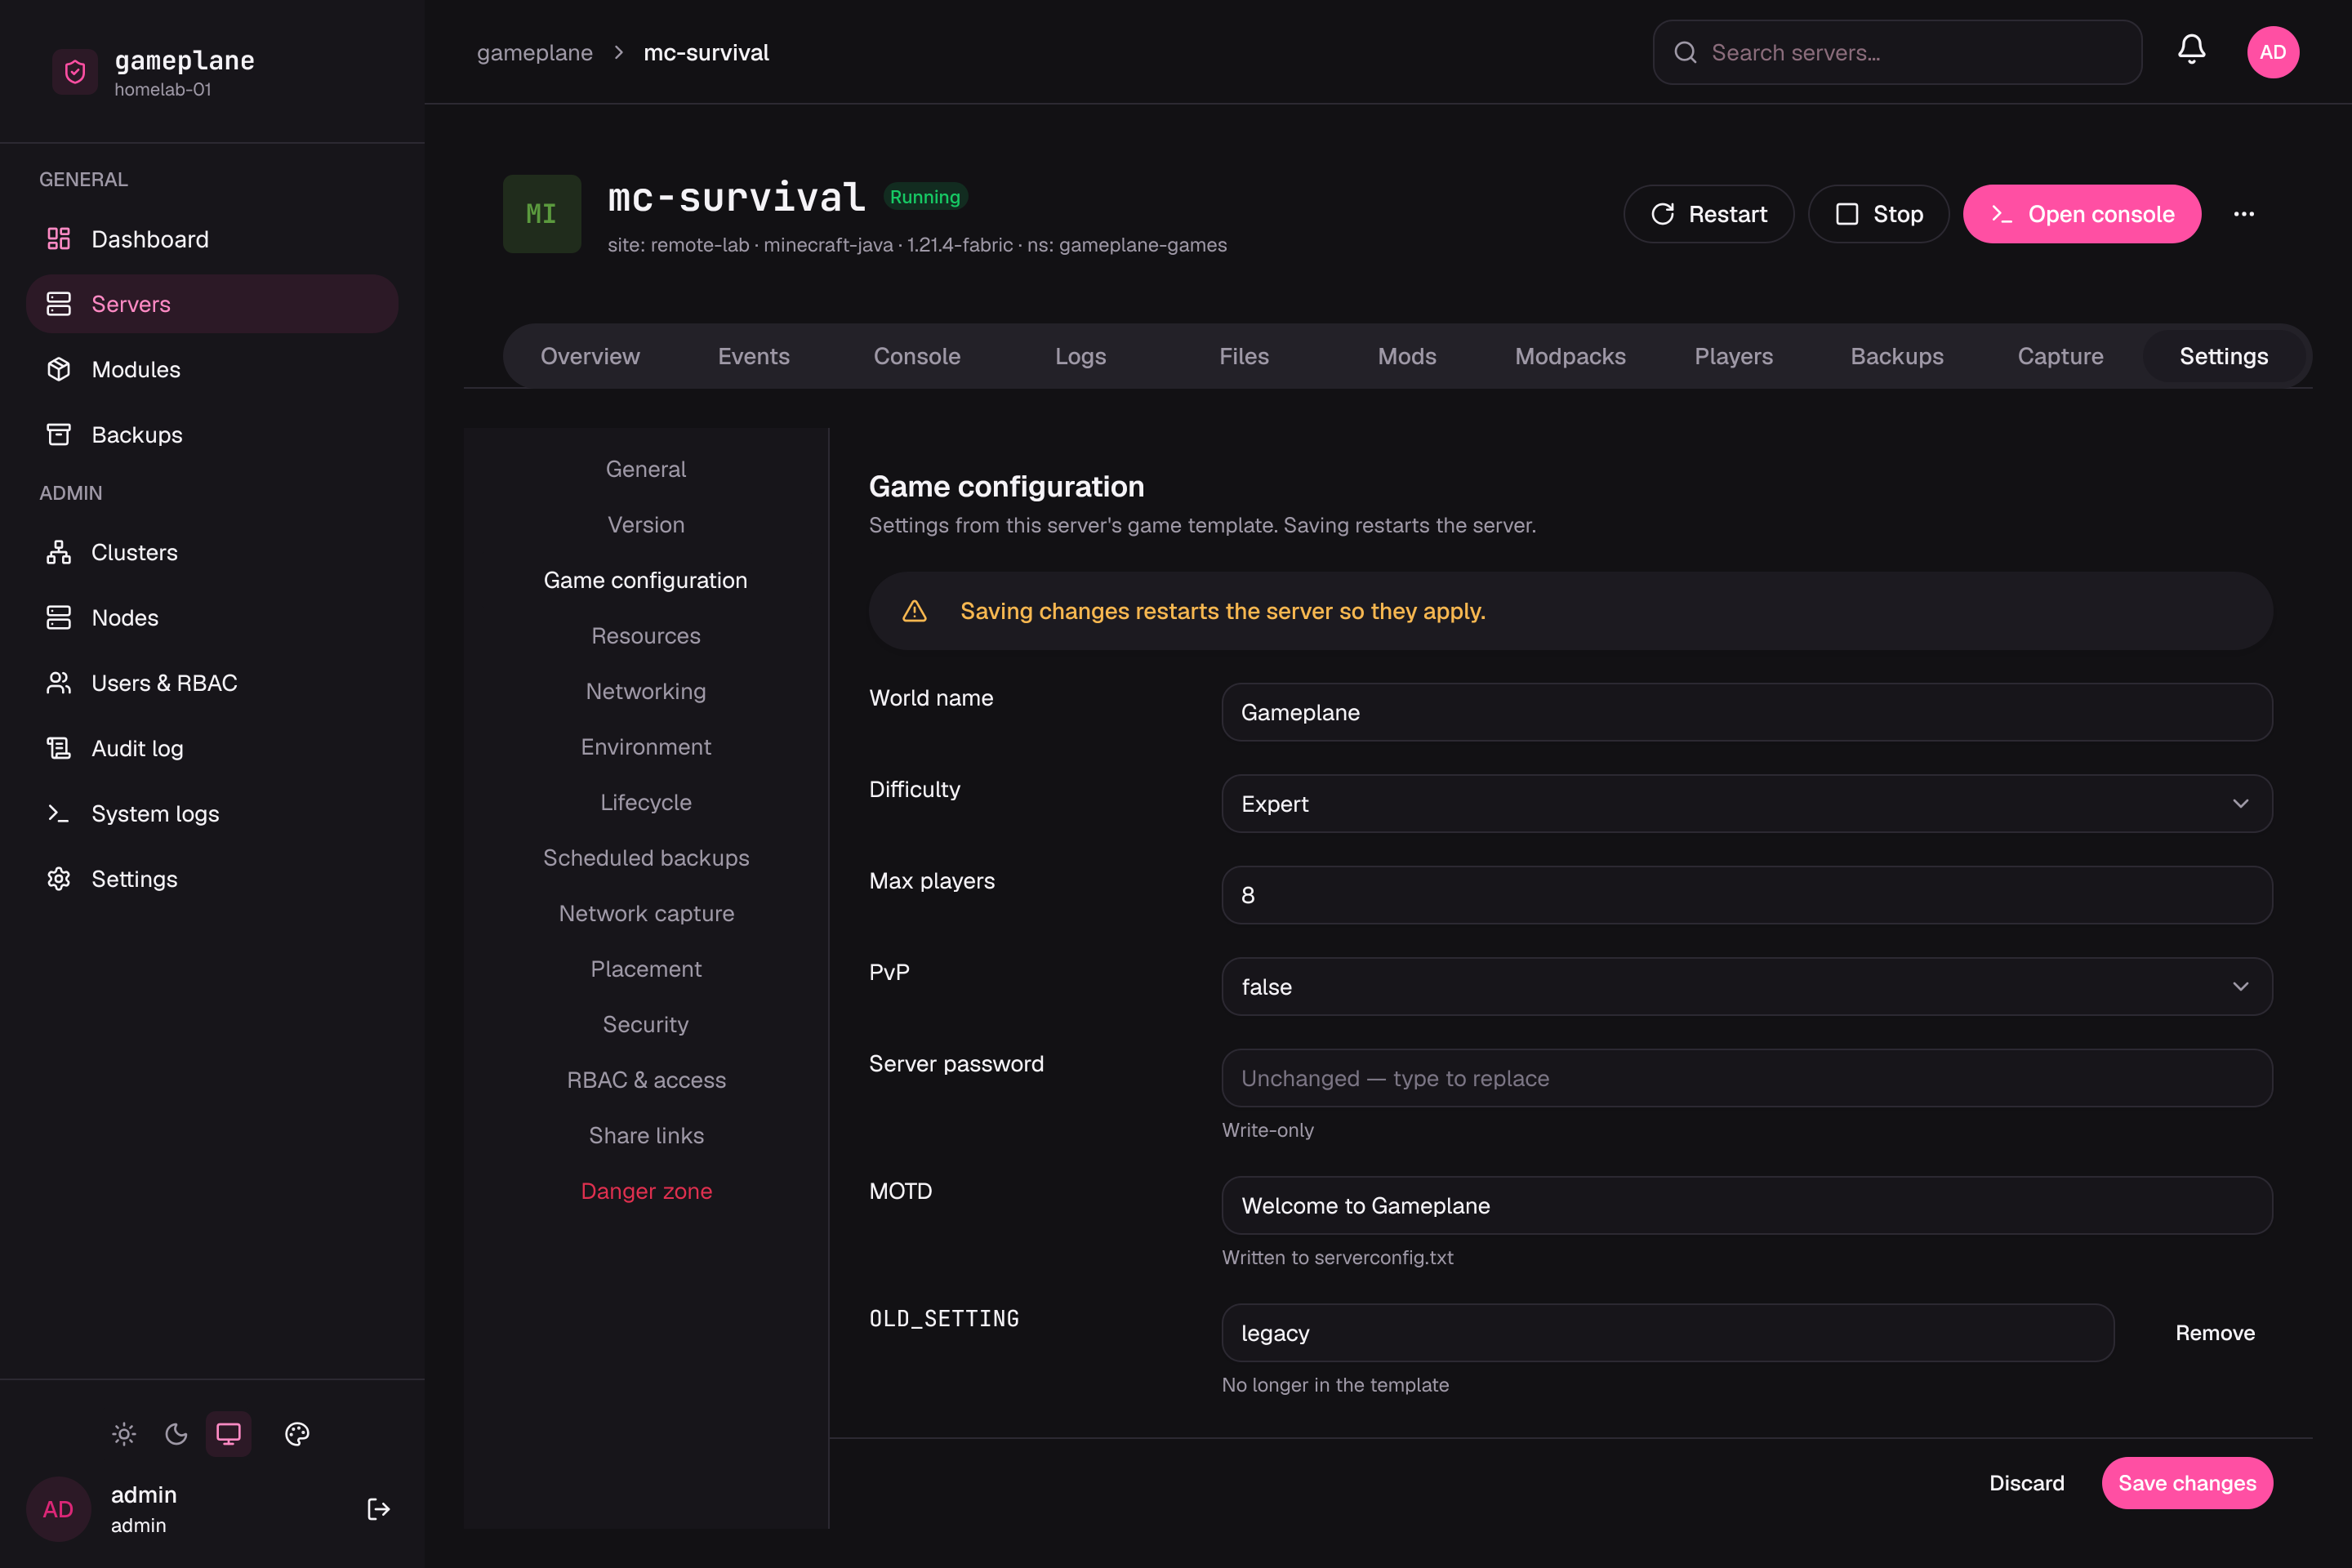 gameplane
homelab-01
GENERAL
Dashboard
Servers
Modules
Backups
ADMIN
Clusters
Nodes
Users & RBAC
Audit log
System logs
Settings
AD
admin
admin
gameplane > mc-survival
Search servers...
AD
MI
mc-survival
Running
site: remote-lab · minecraft-java · 1.21.4-fabric · ns: gameplane-games
Restart
Stop
Open console
Overview
Events
Console
Logs
Files
Mods
Modpacks
Players
Backups
Capture
Settings
General
Version
Game configuration
Resources
Networking
Environment
Lifecycle
Scheduled backups
Network capture
Placement
Security
RBAC & access
Share links
Danger zone
Game configuration
Settings from this server's game template. Saving restarts the server.
Saving changes restarts the server so they apply.
World name
Gameplane
Difficulty
Expert
Max players
8
PvP
false
Server password
Unchanged — type to replace
Write-only
MOTD
Welcome to Gameplane
Written to serverconfig.txt
OLD_SETTING
legacy
Remove
No longer in the template
Discard
Save changes